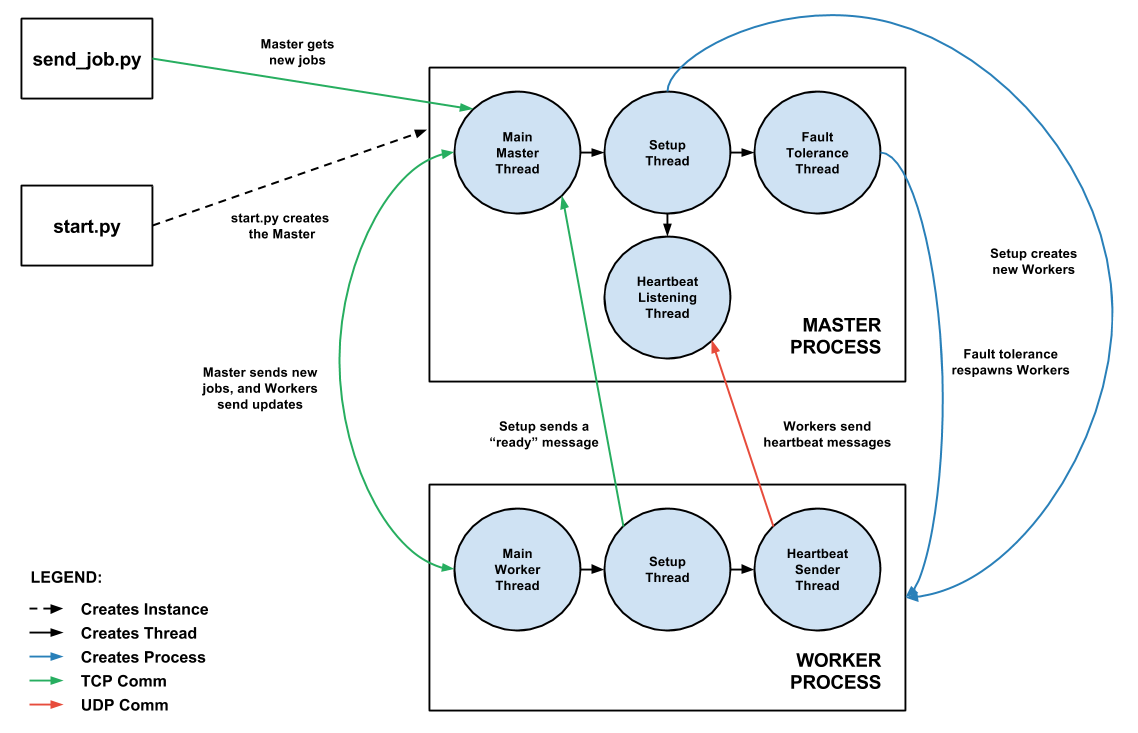 send_job.py
Master gets
new jobs
start.py
start.py creates
the Master
Main
Master
Thread
Setup
Thread
Fault
Tolerance
Thread
Heartbeat
Listening
Thread
MASTER
PROCESS
Setup creates
new Workers
Fault tolerance
respawns Workers
Master sends new
jobs, and Workers
send updates
Setup sends a
“ready” message
Workers send
heartbeat messages
Main
Worker
Thread
Setup
Thread
Heartbeat
Sender
Thread
WORKER
PROCESS
LEGEND:
Creates Instance
Creates Thread
Creates Process
TCP Comm
UDP Comm